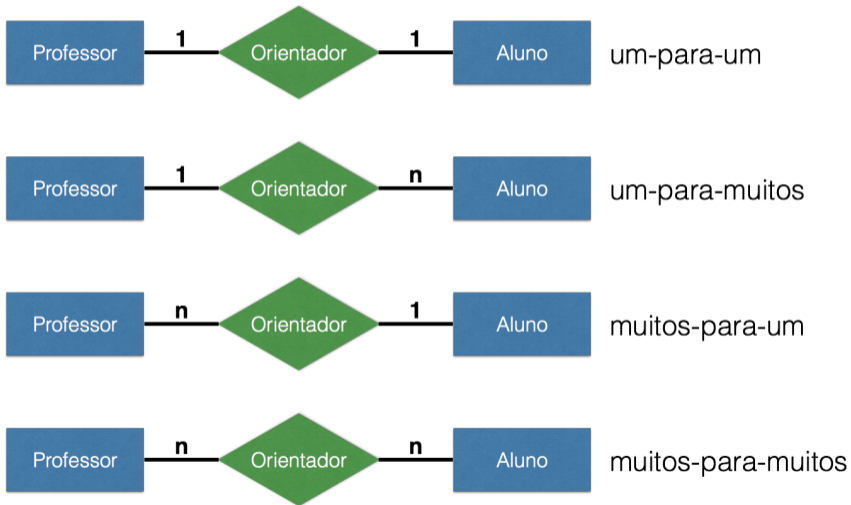 Professor 1 Orientador 1 Aluno um-para-um
Professor 1 Orientador n Aluno um-para-muitos
Professor n Orientador 1 Aluno muitos-para-um
Professor n Orientador n Aluno muitos-para-muitos